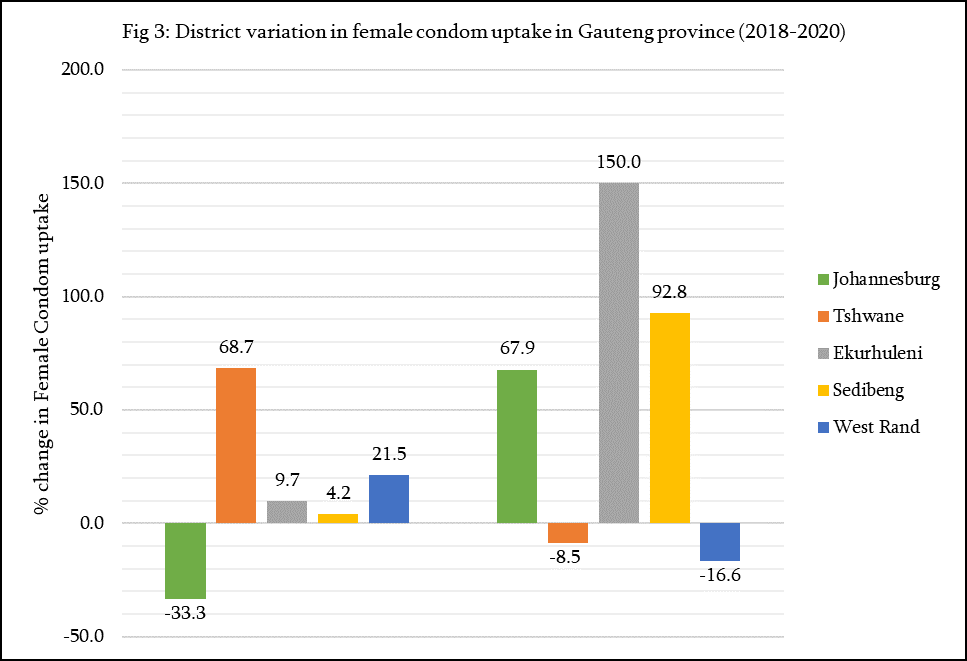 Fig 3: District variation in female condom uptake in Gauteng province (2018-2020)
% change in Female Condom uptake
200.0
150.0
100.0
50.0
0.0
-50.0
-33.3
68.7
9.7
4.2
21.5
67.9
-8.5
150.0
92.8
-16.6
Johannesburg
Tshwane
Ekurhuleni
Sedibeng
West Rand